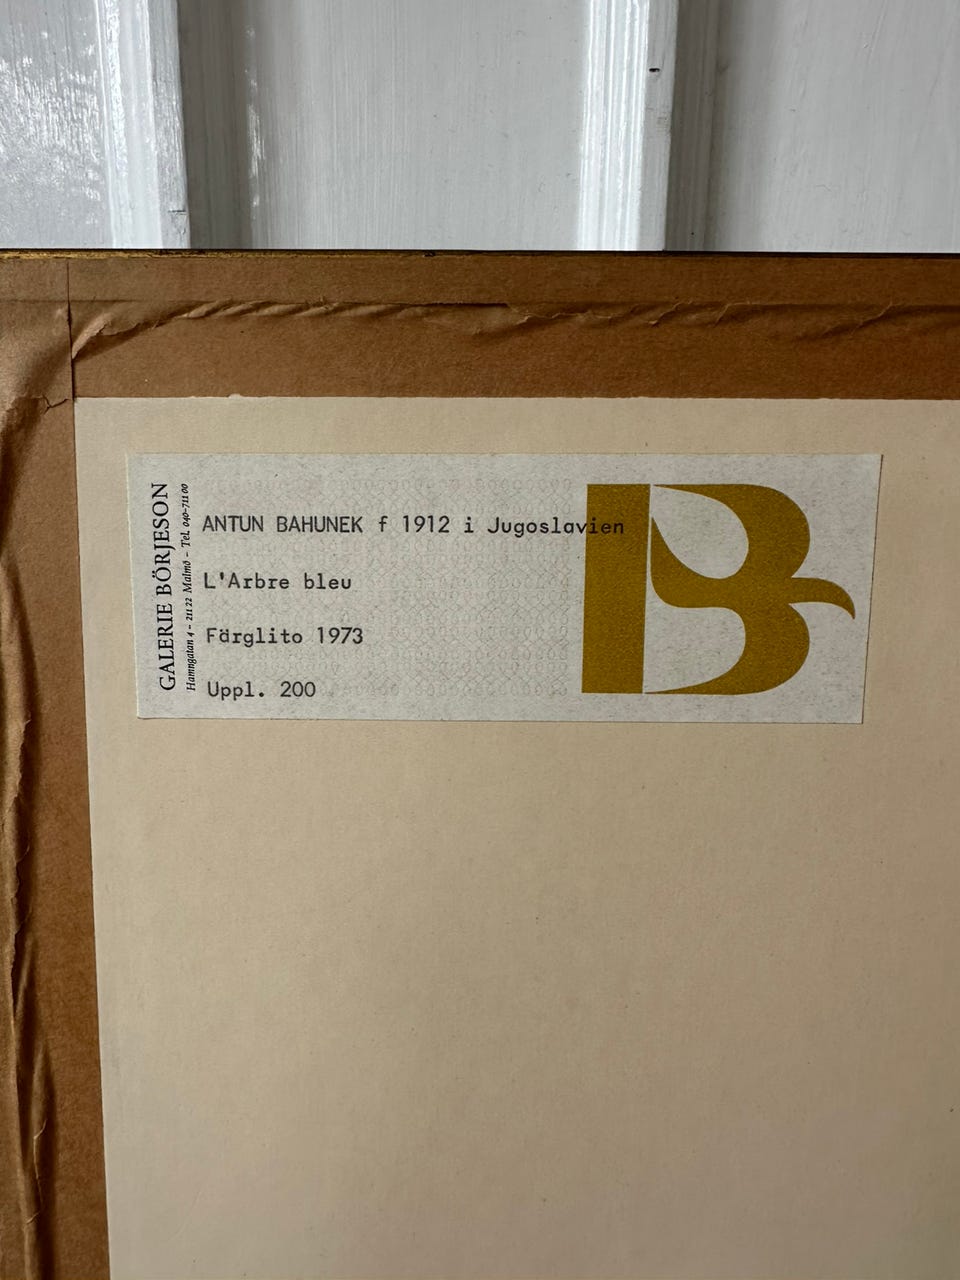 GALERIE BÖRJESON
Hamngatan 4 – 211 22 Malmö – Tel. 040-711 00
ANTUN BAHUNEK f 1912 i Jugoslavien
L'Arbre bleu
Färglito 1973
Uppl. 200
B